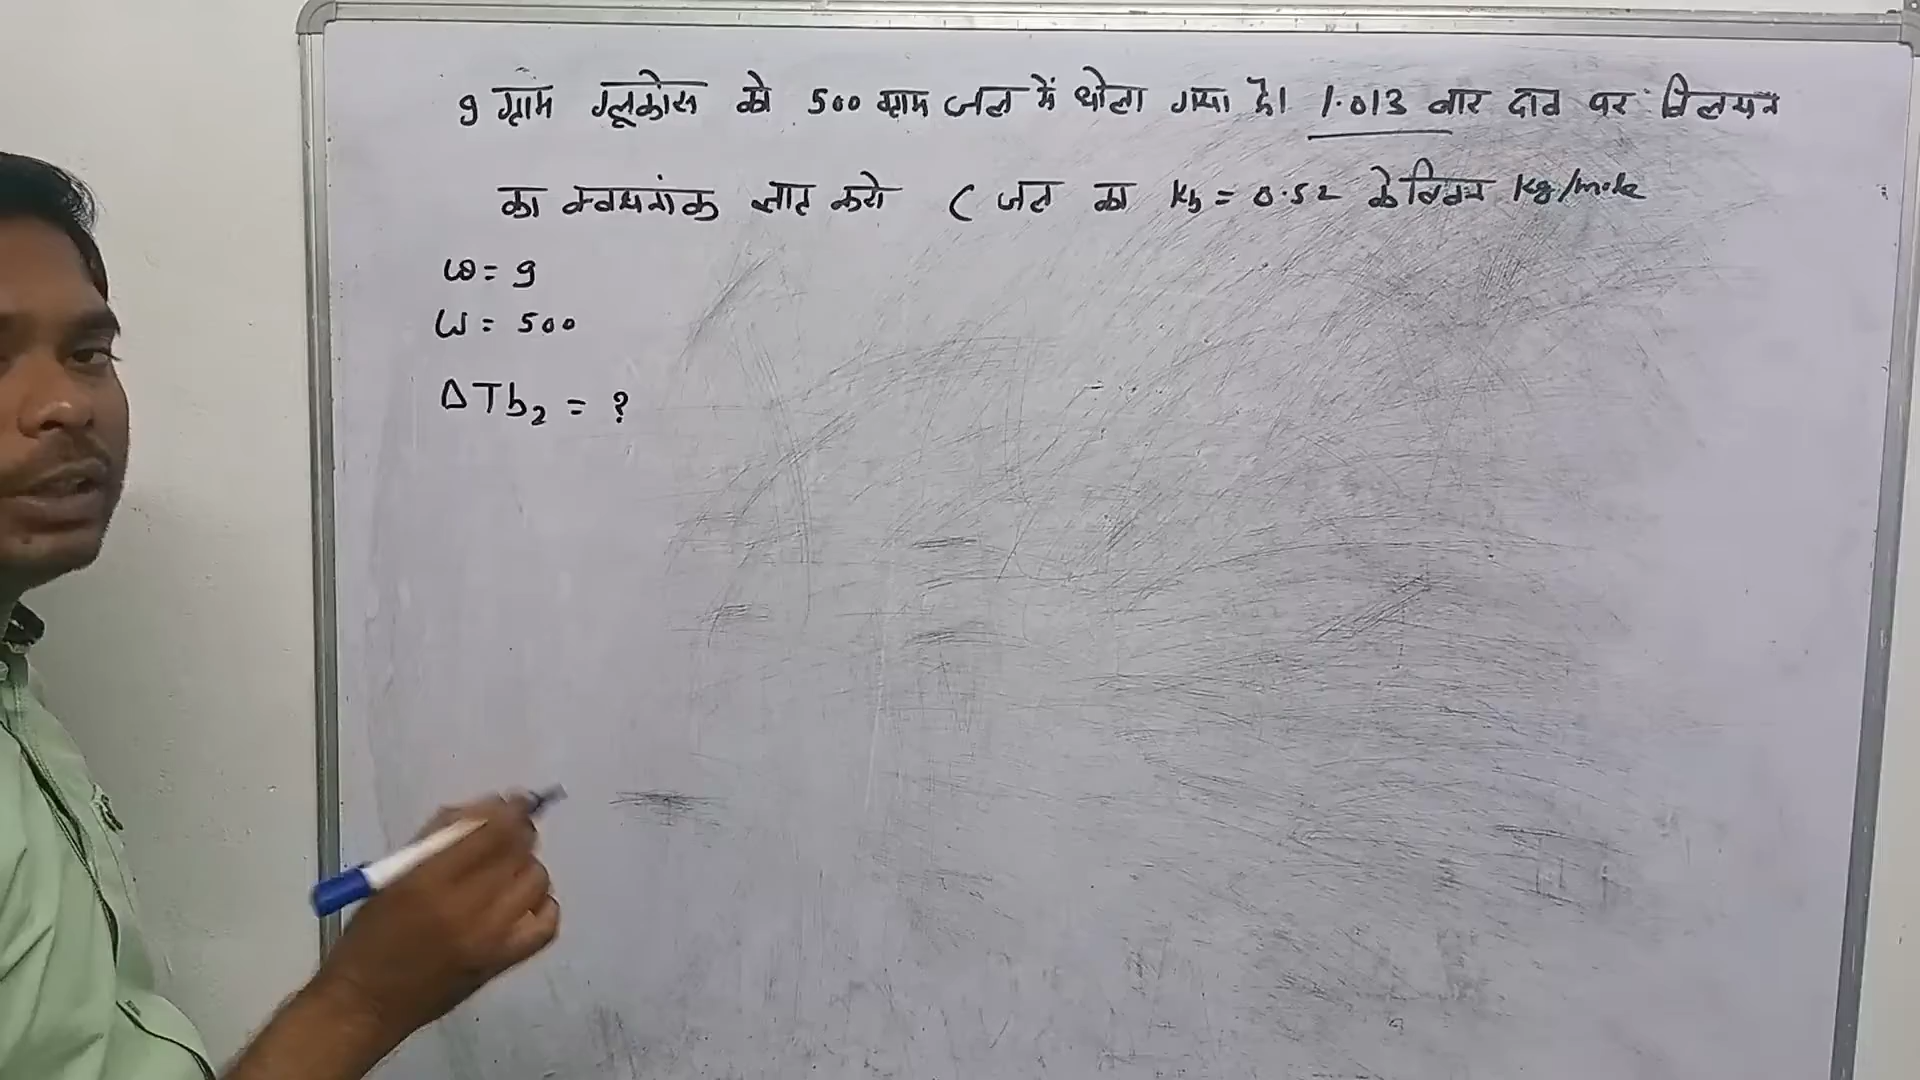 9 ग्राम ग्लूकोस को 500 ग्राम जल में घोला गया है। 1.013 बार दाब पर विलयन
का क्वथनांक ज्ञात करो ( जल का Kb = 0.52 केल्विन Kg/mole
w = 9
W = 500
ΔTb2 = ?